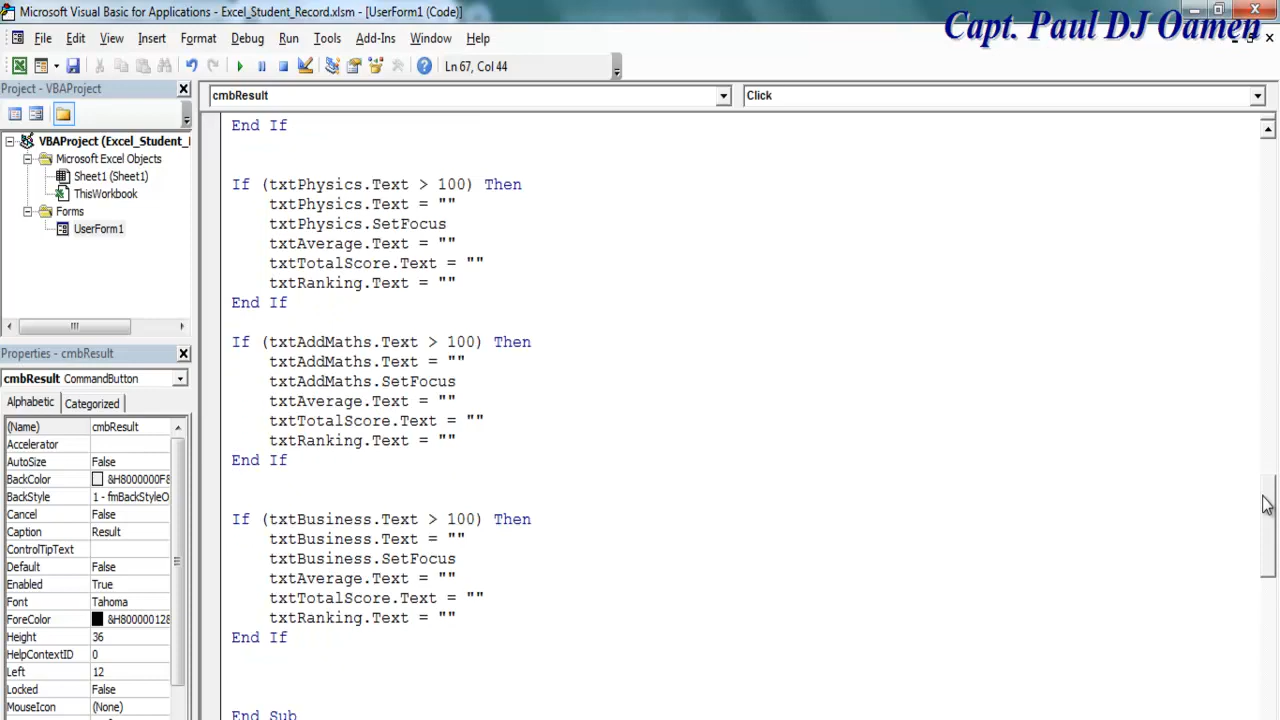 Microsoft Visual Basic for Applications - Excel_Student_Record.xlsm - [UserForm1 (Code)]
Capt. Paul DJ Oamen
File Edit View Insert Format Debug Run Tools Add-Ins Window Help
Ln 67, Col 44
Project - VBAProject
cmbResult
Click
VBAProject (Excel_Student_
Microsoft Excel Objects
Sheet1 (Sheet1)
ThisWorkbook
Forms
UserForm1
Properties - cmbResult
cmbResult CommandButton
Alphabetic Categorized
(Name) cmbResult
Accelerator
AutoSize False
BackColor &H8000000F&
BackStyle 1 - fmBackStyleO
Cancel False
Caption Result
ControlTipText
Default False
Enabled True
Font Tahoma
ForeColor &H80000012&
Height 36
HelpContextID 0
Left 12
Locked False
MouseIcon (None)
End If
If (txtPhysics.Text > 100) Then
txtPhysics.Text = ""
txtPhysics.SetFocus
txtAverage.Text = ""
txtTotalScore.Text = ""
txtRanking.Text = ""
End If
If (txtAddMaths.Text > 100) Then
txtAddMaths.Text = ""
txtAddMaths.SetFocus
txtAverage.Text = ""
txtTotalScore.Text = ""
txtRanking.Text = ""
End If
If (txtBusiness.Text > 100) Then
txtBusiness.Text = ""
txtBusiness.SetFocus
txtAverage.Text = ""
txtTotalScore.Text = ""
txtRanking.Text = ""
End If
End Sub